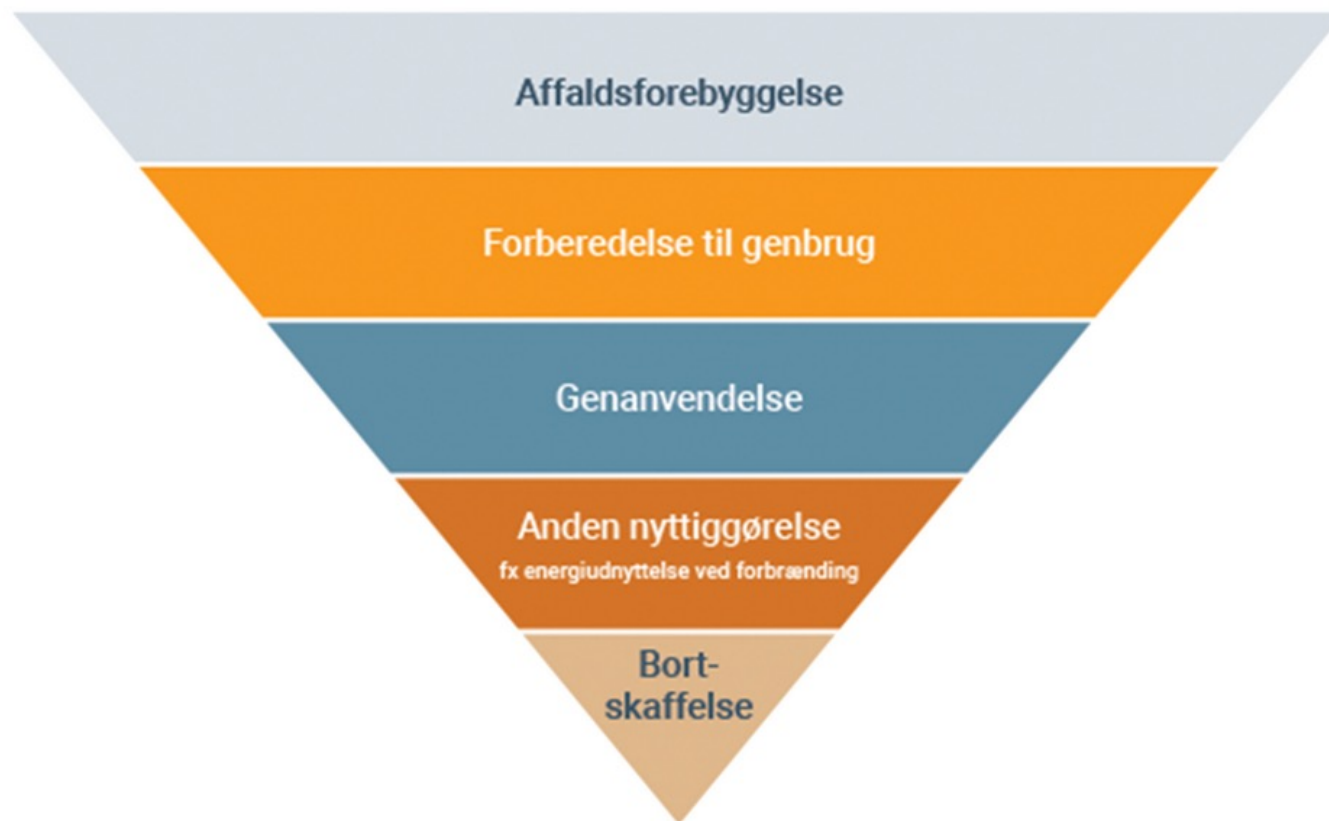 Affaldsforebyggelse
Forberedelse til genbrug
Genanvendelse
Anden nyttiggørelse
fx energiudnyttelse ved forbrænding
Bort-
skaffelse